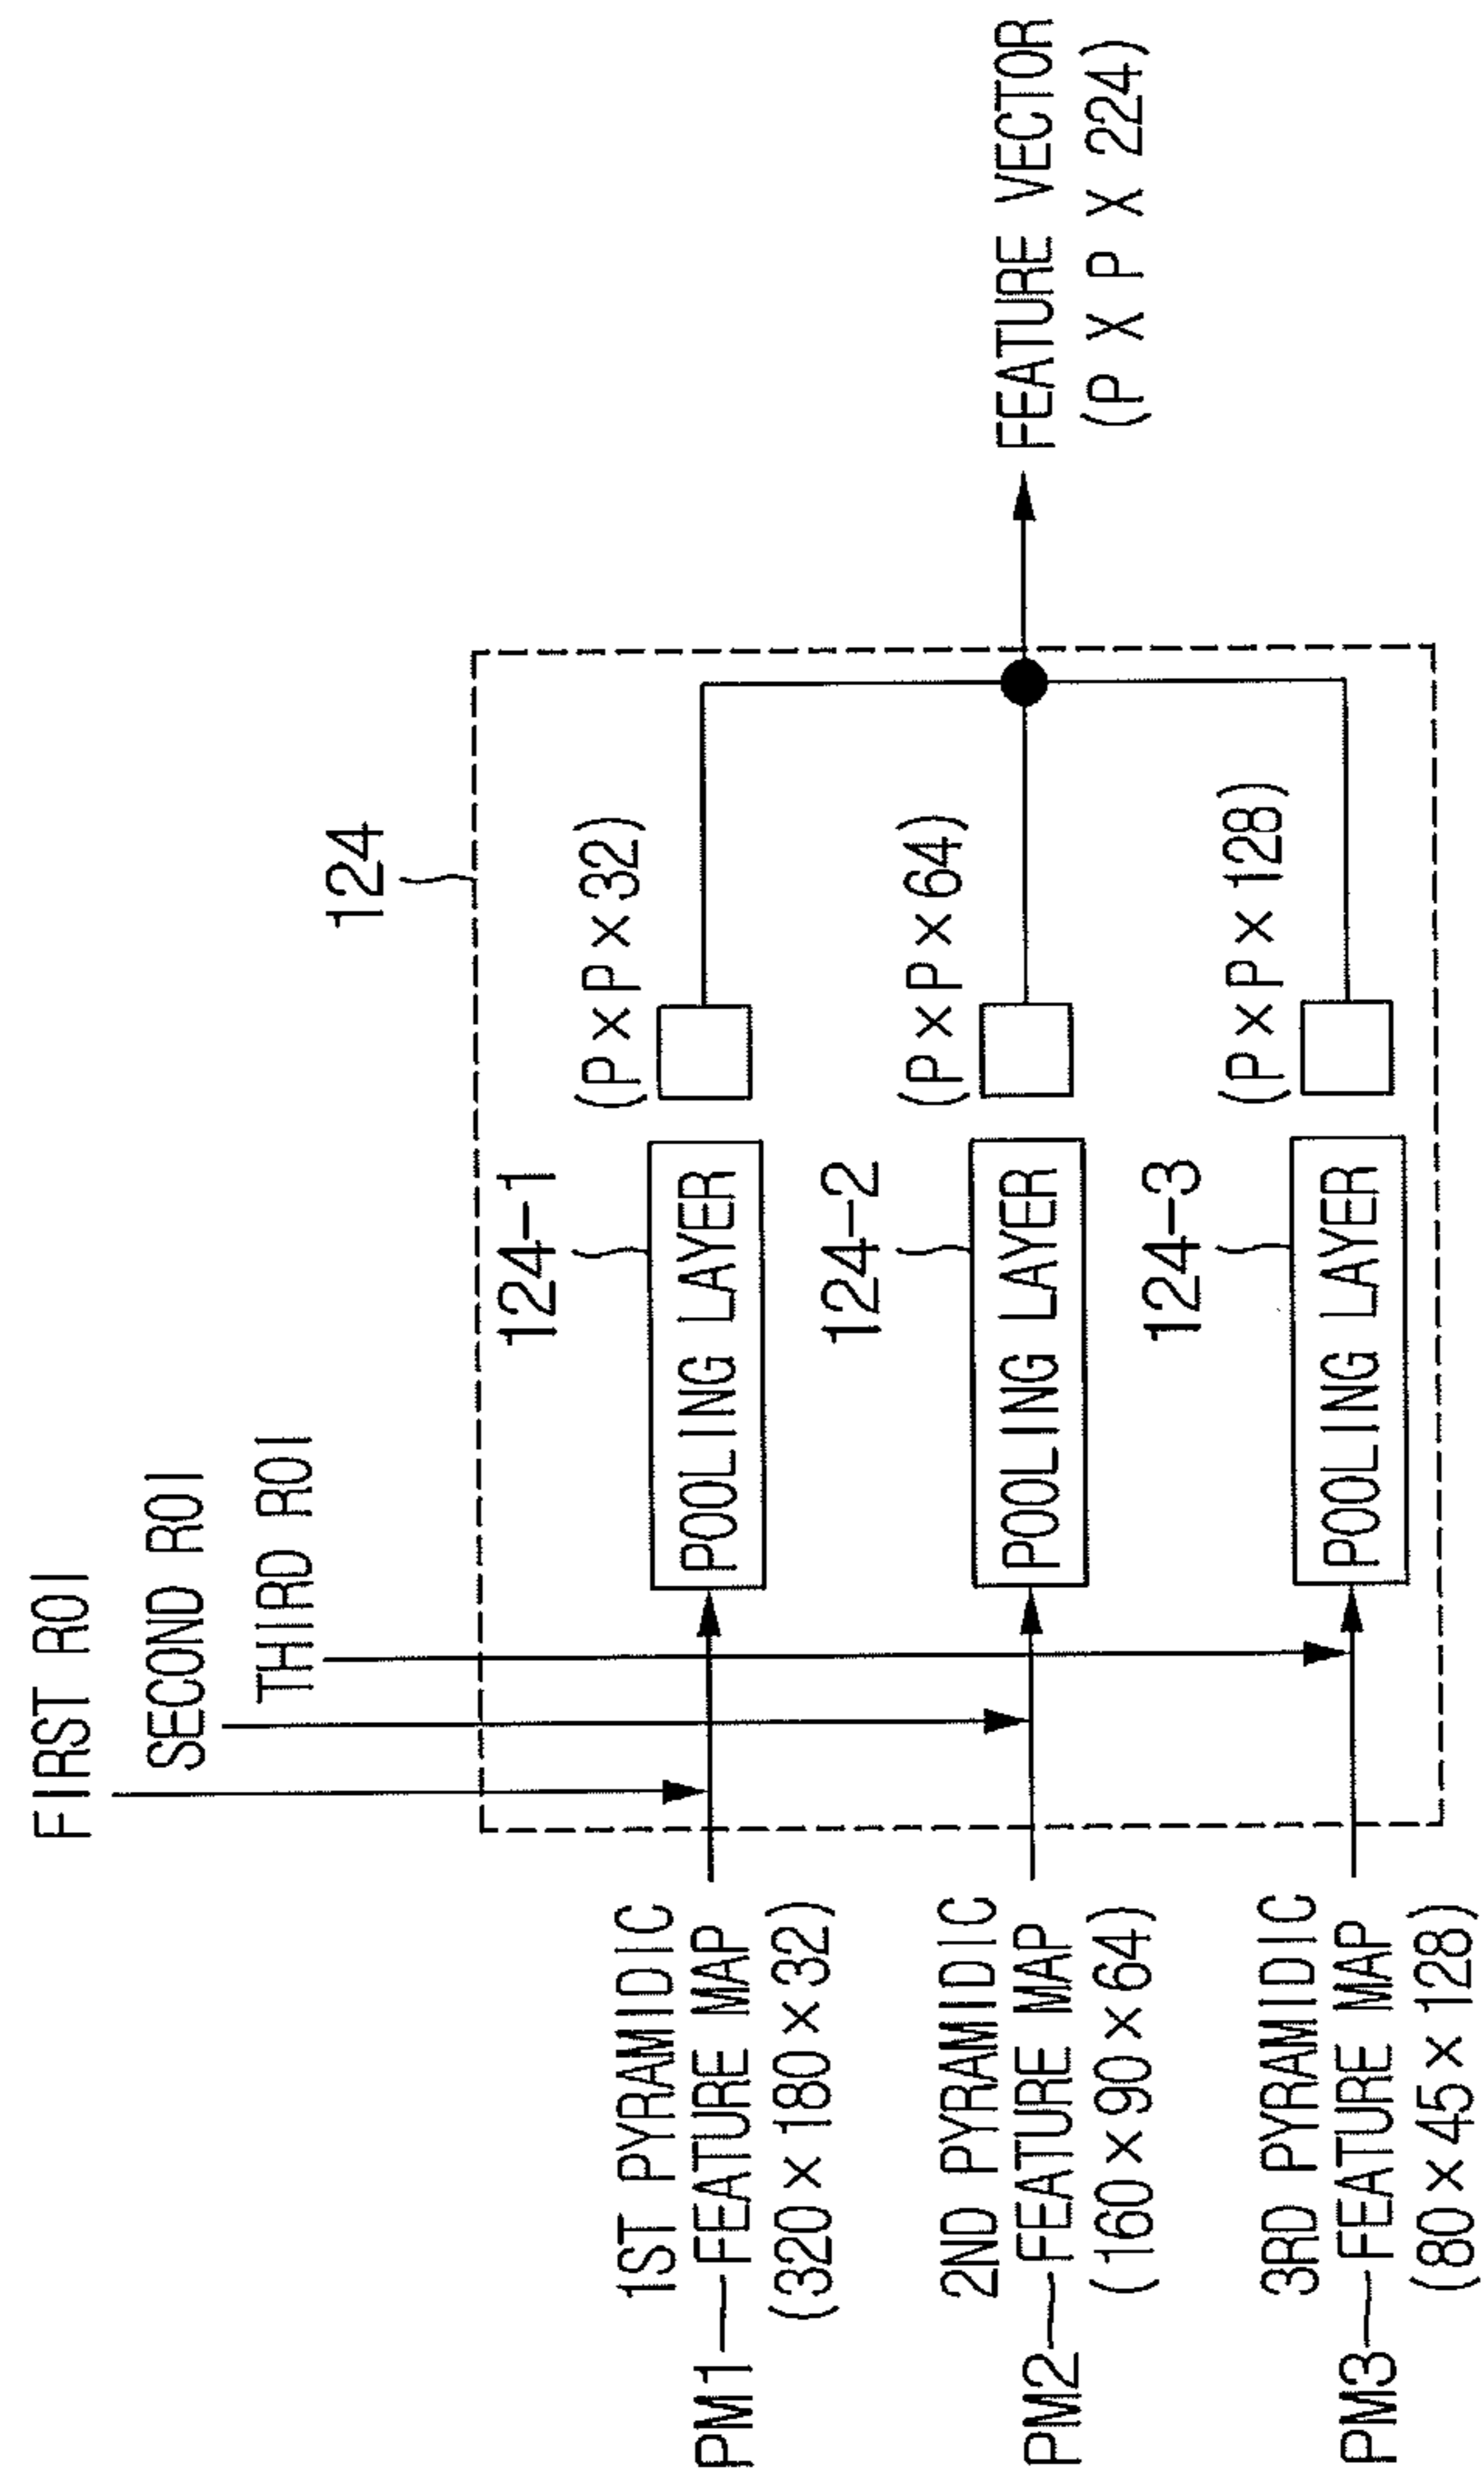 FIRST ROI
SECOND ROI
THIRD ROI
124
124-1
(P×P×32)
1ST PYRAMIDIC
PM1 FEATURE MAP
(320×180×32)
POOLING LAYER
124-2
(P×P×64)
2ND PYRAMIDIC
PM2 FEATURE MAP
(160×90×64)
POOLING LAYER
FEATURE VECTOR
(P X P X 224)
124-3
(P×P×128)
3RD PYRAMIDIC
PM3 FEATURE MAP
(80×45×128)
POOLING LAYER